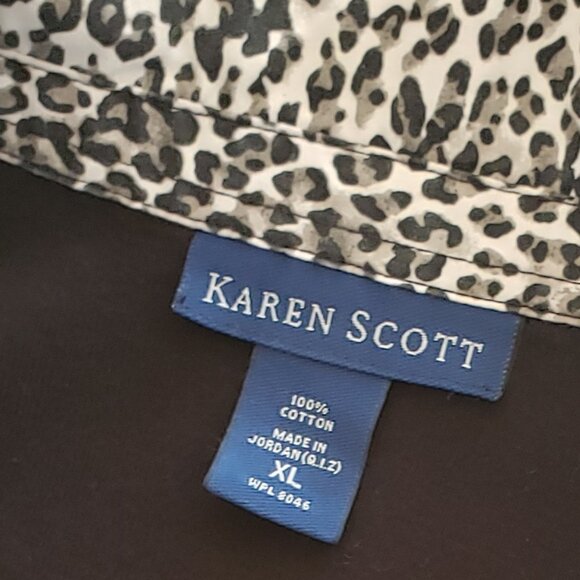 KAREN SCOTT
100%
COTTON
MADE IN
JORDAN(Q.I.Z)
XL
WPL 8046